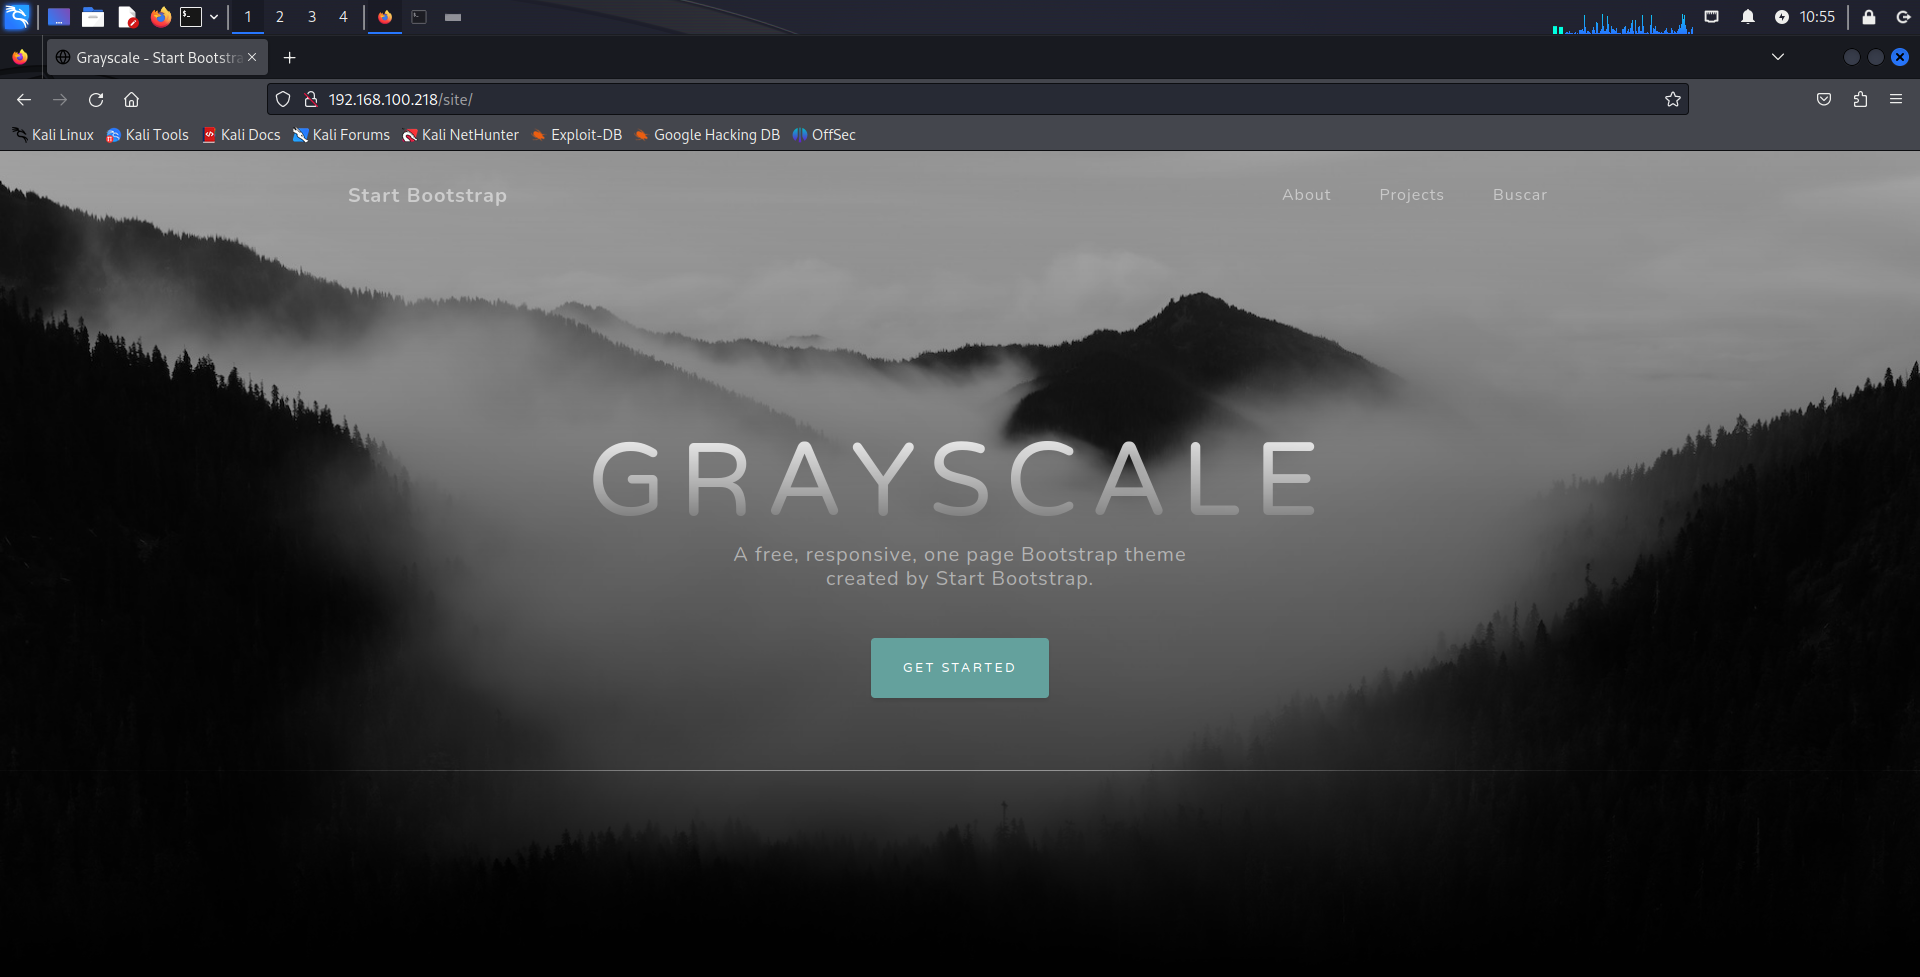 1 2 3 4
10:55
Grayscale - Start Bootstra
192.168.100.218/site/
Kali Linux Kali Tools Kali Docs Kali Forums Kali NetHunter Exploit-DB Google Hacking DB OffSec
Start Bootstrap About Projects Buscar
GRAYSCALE
A free, responsive, one page Bootstrap theme
created by Start Bootstrap.
GET STARTED